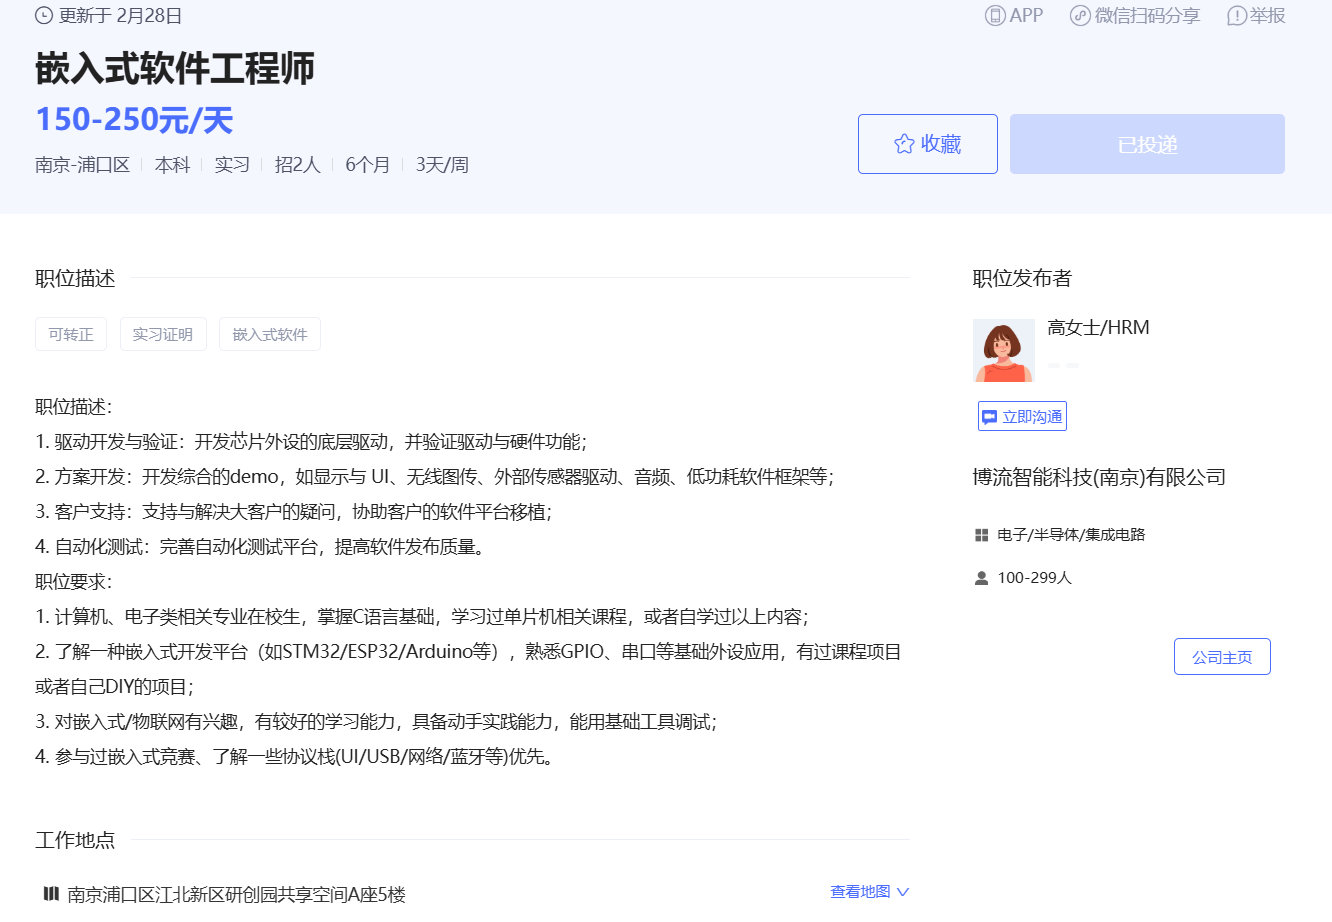 更新于 2月28日
APP 微信扫码分享 举报
嵌入式软件工程师
150-250元/天
南京-浦口区 本科 实习 招2人 6个月 3天/周
收藏 已投递
职位描述
可转正 实习证明 嵌入式软件
职位描述：
1. 驱动开发与验证：开发芯片外设的底层驱动，并验证驱动与硬件功能；
2. 方案开发：开发综合的demo，如显示与 UI、无线图传、外部传感器驱动、音频、低功耗软件框架等；
3. 客户支持：支持与解决大客户的疑问，协助客户的软件平台移植；
4. 自动化测试：完善自动化测试平台，提高软件发布质量。
职位要求：
1. 计算机、电子类相关专业在校生，掌握C语言基础，学习过单片机相关课程，或者自学过以上内容；
2. 了解一种嵌入式开发平台（如STM32/ESP32/Arduino等），熟悉GPIO、串口等基础外设应用，有过课程项目
或者自己DIY的项目；
3. 对嵌入式/物联网有兴趣，有较好的学习能力，具备动手实践能力，能用基础工具调试；
4. 参与过嵌入式竞赛、了解一些协议栈(UI/USB/网络/蓝牙等)优先。
工作地点
南京浦口区江北新区研创园共享空间A座5楼
查看地图
职位发布者
高女士/HRM
立即沟通
博流智能科技(南京)有限公司
电子/半导体/集成电路
100-299人
公司主页